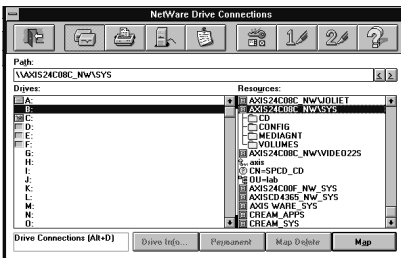 NetWare Drive Connections
1
2
?
Path:
\\AXIS24C08C_NW\SYS
< >
Drives:
Resources:
A:
B:
C:
D:
E:
F:
G:
H:
I:
J:
K:
L:
M:
N:
O:
AXIS24C08C_NW\JOLIET
AXIS24C08C_NW\SYS
CD
CONFIG
MEDIAGNT
VOLUMES
AXIS24C08C_NW\VIDEO22S
axis
CN=SPCD_CD
OU=lab
AXIS24C00F_NW_SYS
AXISCD4365_NW_SYS
AXIS WARE_SYS
CREAM_APPS
CREAM_SYS
Drive Connections (Alt+D)
Drive Info...
Permanent
Map Delete
Map